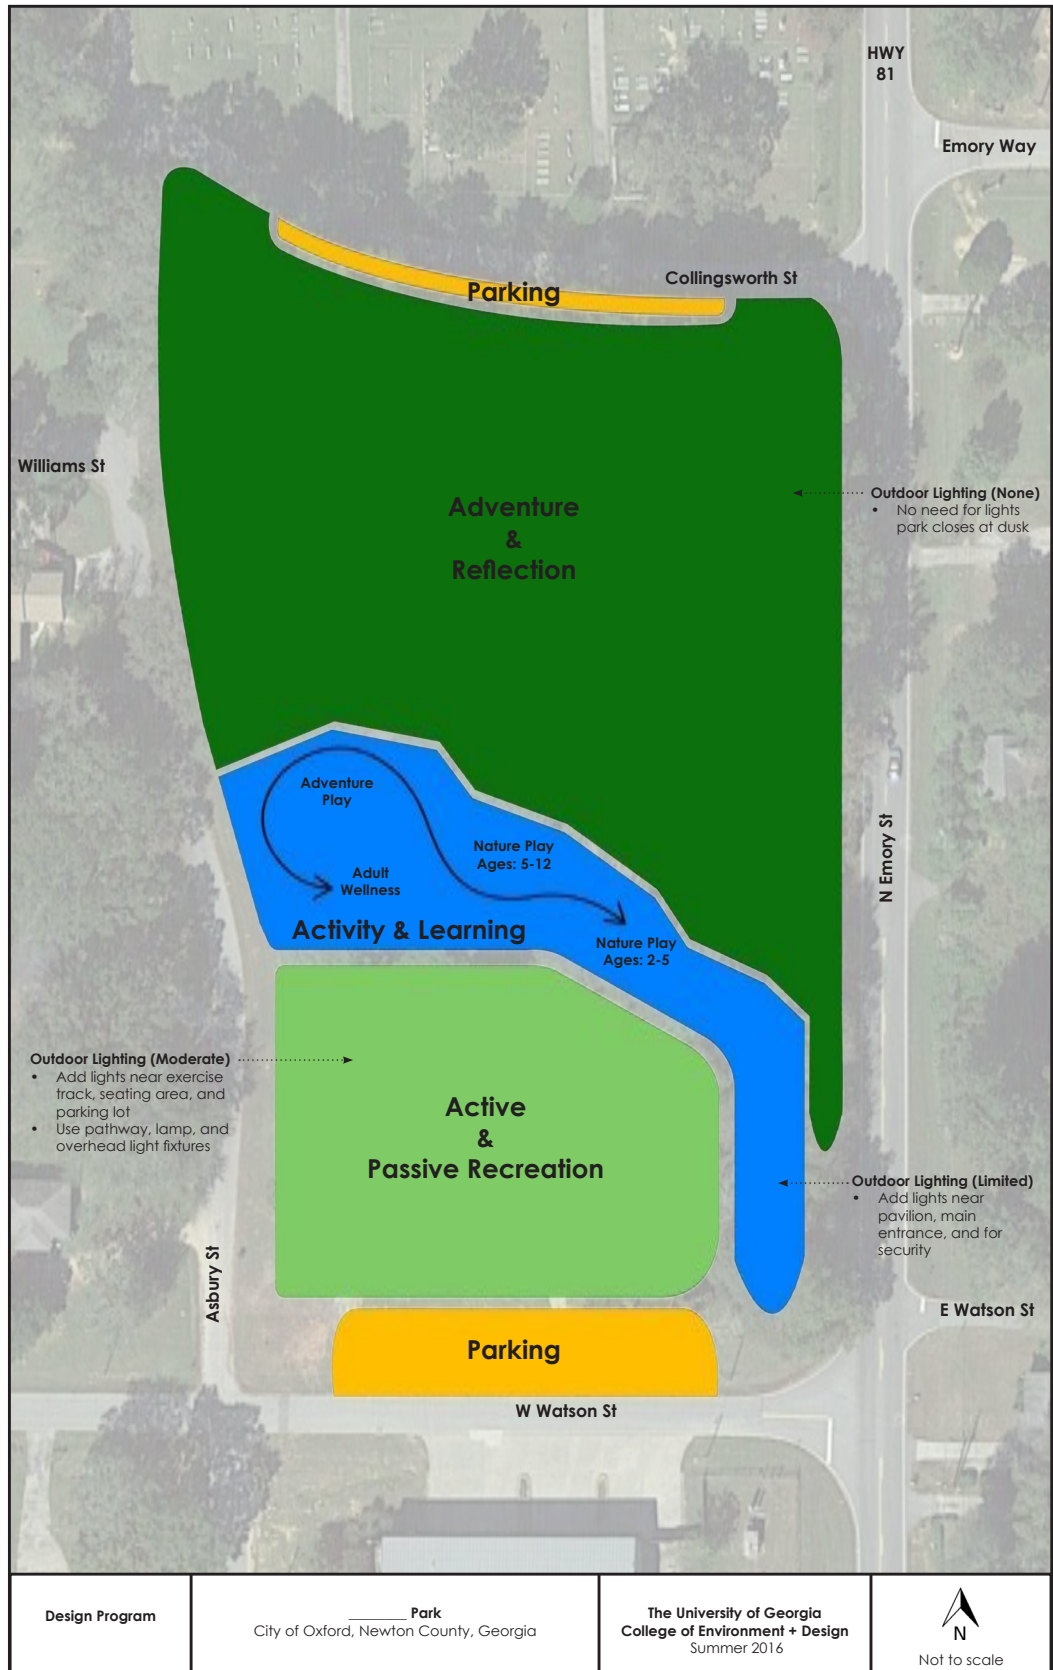 HWY
81
Emory Way
Collingsworth St
Parking
Williams St
Outdoor Lighting (None)
• No need for lights
park closes at dusk
Adventure
&
Reflection
Adventure
Play
N Emory St
Nature Play
Ages: 5-12
Adult
Wellness
Activity & Learning
Nature Play
Ages: 2-5
Outdoor Lighting (Moderate)
• Add lights near exercise
track, seating area, and
parking lot
• Use pathway, lamp, and
overhead light fixtures
Active
&
Passive Recreation
Outdoor Lighting (Limited)
• Add lights near
pavilion, main
entrance, and for
security
Asbury St
E Watson St
Parking
W Watson St
Design Program
________ Park
City of Oxford, Newton County, Georgia
The University of Georgia
College of Environment + Design
Summer 2016
N
Not to scale